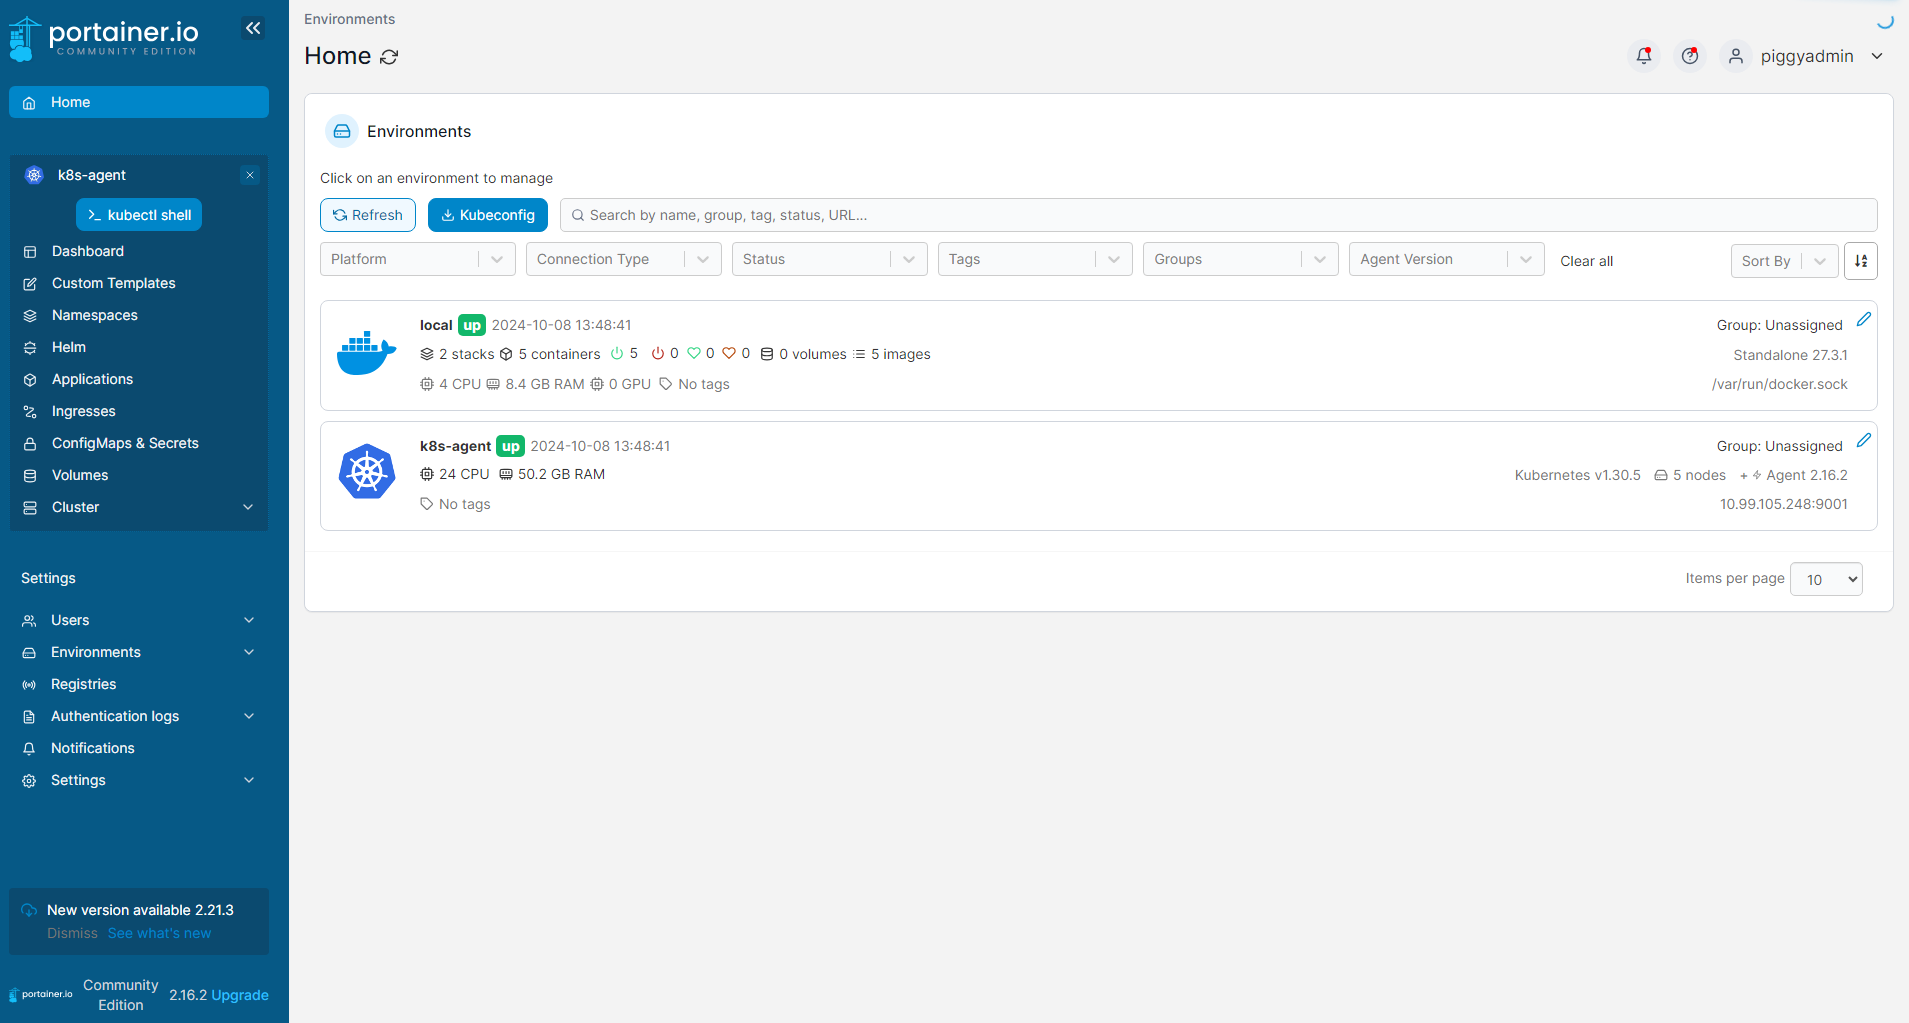 portainer.io
COMMUNITY EDITION
Home
k8s-agent
kubectl shell
Dashboard
Custom Templates
Namespaces
Helm
Applications
Ingresses
ConfigMaps & Secrets
Volumes
Cluster
Settings
Users
Environments
Registries
Authentication logs
Notifications
Settings
New version available 2.21.3
Dismiss See what's new
portainer.io Community Edition 2.16.2 Upgrade
Environments
Home
piggyadmin
Environments
Click on an environment to manage
Refresh Kubeconfig Search by name, group, tag, status, URL...
Platform Connection Type Status Tags Groups Agent Version Clear all Sort By
local up 2024-10-08 13:48:41 Group: Unassigned
2 stacks 5 containers 5 0 0 0 0 volumes 5 images Standalone 27.3.1
4 CPU 8.4 GB RAM 0 GPU No tags /var/run/docker.sock
k8s-agent up 2024-10-08 13:48:41 Group: Unassigned
24 CPU 50.2 GB RAM Kubernetes v1.30.5 5 nodes + Agent 2.16.2
No tags 10.99.105.248:9001
Items per page 10